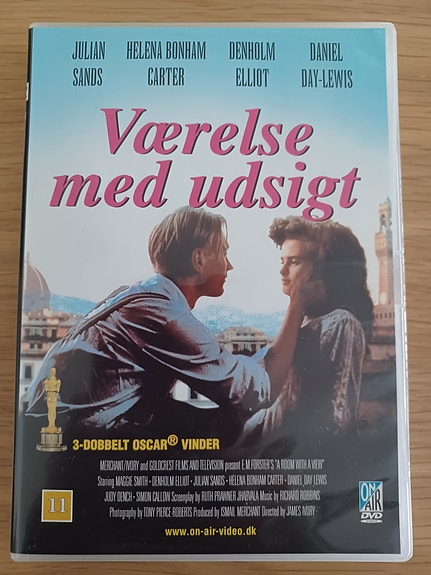 JULIAN SANDS
HELENA BONHAM CARTER
DENHOLM ELLIOT
DANIEL DAY-LEWIS
Værelse
med udsigt
3-DOBBELT OSCAR® VINDER
MERCHANT/IVORY and GOLDCREST FILMS AND TELEVISION present E.M.FORSTER'S "A ROOM WITH A VIEW"
Starring MAGGIE SMITH · DENHOLM ELLIOT · JULIAN SANDS · HELENA BONHAM CARTER · DANIEL DAY LEWIS
JUDY DENCH · SIMON CALLOW Screenplay by RUTH PRAWNER JHABVALA Music by RICHARD ROBBINS
Photography by TONY PIERCE ROBERTS Produced by ISMAIL MERCHANT Directed by JAMES IVORY
11
www.on-air-video.dk
ON
AIR
DVD